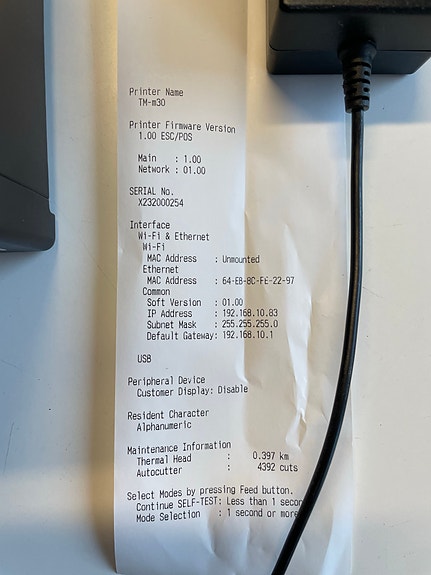 Printer Name
TM-m30
Printer Firmware Version
1.00 ESC/POS
Main : 1.00
Network : 01.00
SERIAL No.
X232000254
Interface
Wi-Fi & Ethernet
Wi-Fi
MAC Address : Unmounted
Ethernet
MAC Address : 64-EB-8C-FE-22-97
Common
Soft Version : 01.00
IP Address : 192.168.10.83
Subnet Mask : 255.255.255.0
Default Gateway: 192.168.10.1
USB
Peripheral Device
Customer Display: Disable
Resident Character
Alphanumeric
Maintenance Information
Thermal Head : 0.397 km
Autocutter : 4392 cuts
Select Modes by pressing Feed button.
Continue SELF-TEST: Less than 1 secon
Mode Selection : 1 second or more